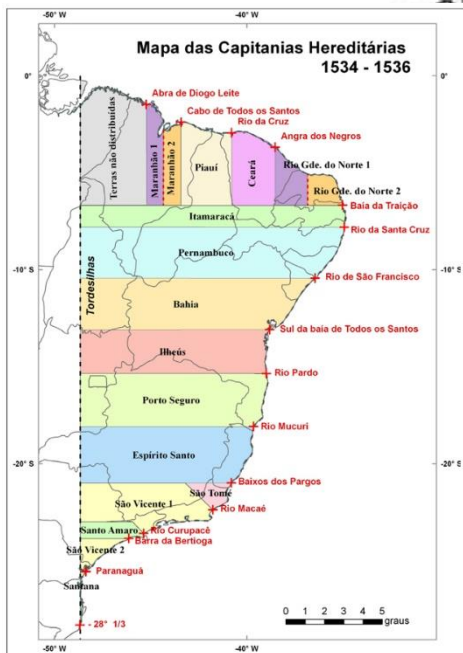 -50° W
-40° W
Mapa das Capitanias Hereditárias
1534 - 1536
0°
0°
Abra de Diogo Leite
Cabo de Todos os Santos
Rio da Cruz
Angra dos Negros
Terras não distribuídas
Maranhão 1
Maranhão 2
Piauí
Ceará
Rio Gde. do Norte 1
Rio Gde. do Norte 2
Baia da Traição
Itamaracá
Rio da Santa Cruz
Pernambuco
Tordesilhas
-10° S
-10° S
Rio de São Francisco
Bahia
Sul da baia de Todos os Santos
Ilheús
Rio Pardo
Porto Seguro
Rio Mucuri
-20° S
-20° S
Espírito Santo
Baixos dos Pargos
São Tomé
São Vicente 1
Rio Macaé
Santo Amaro
Rio Curupacê
Barra da Bertioga
São Vicente 2
Paranaguá
Santana
- 28° 1/3
0 1 2 3 4 5
graus
-50° W
-40° W